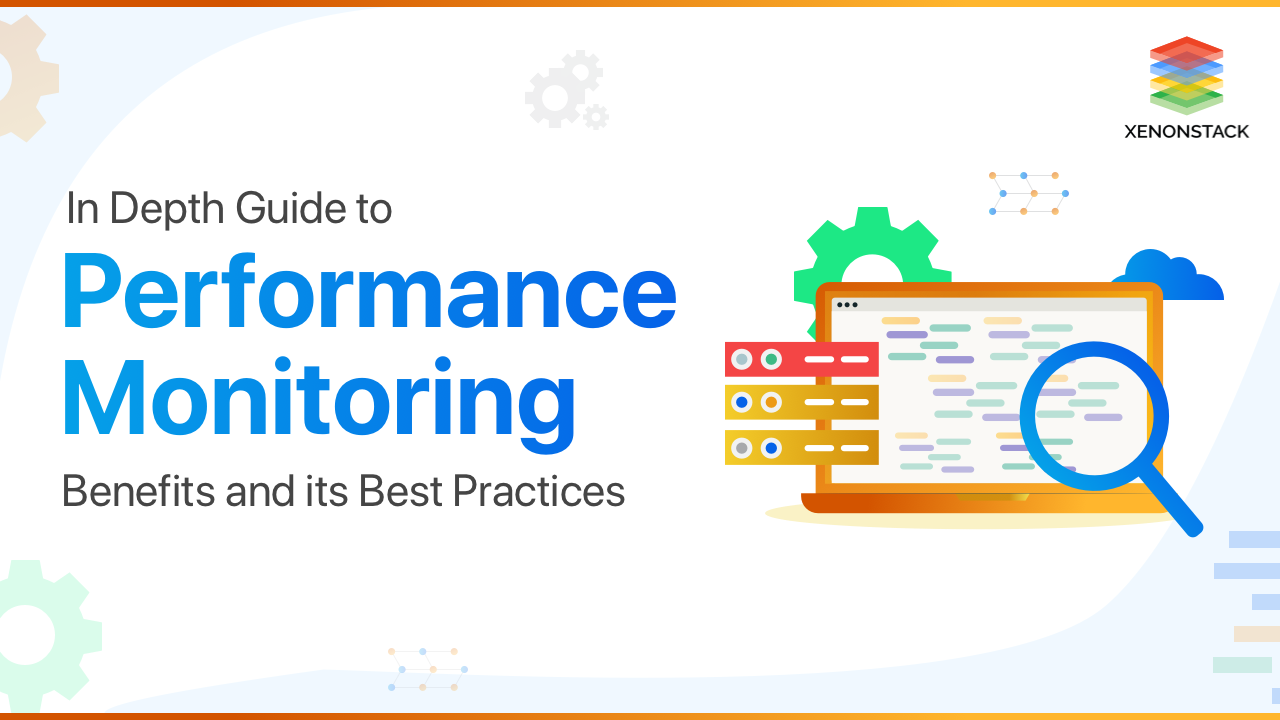 XENONSTACK
In Depth Guide to
Performance
Monitoring
Benefits and its Best Practices